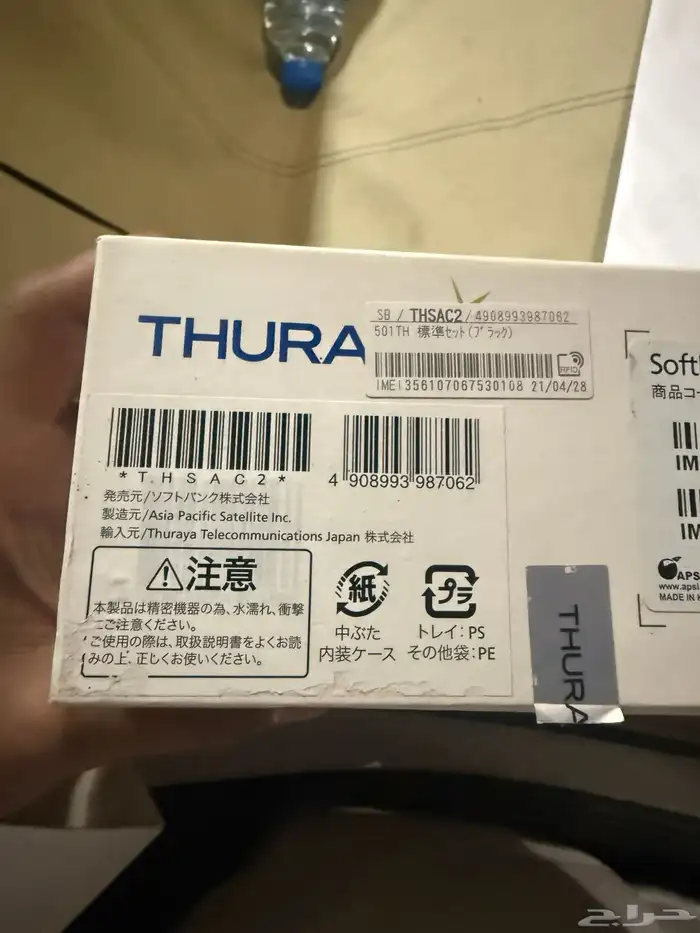 THURA
SB / THSAC2 / 4908993987062
501TH 標準セット(ブラック)
RFID
IMEI356107067530108 21/04/28
*THSAC2*
4 908993 987062
発売元/ソフトバンク株式会社
製造元/Asia Pacific Satellite Inc.
輸入元/Thuraya Telecommunications Japan 株式会社
注意
本製品は精密機器の為、水濡れ、衝撃
にご注意ください。
ご使用の際は、取扱説明書をよくお読
みの上、正しくお使いください。
紙
中ぶた
内装ケース
プラ
トレイ:PS
その他袋:PE
Soft
商品コー
IM
IM
APS
www.apsi
MADE IN
THURA
حراج